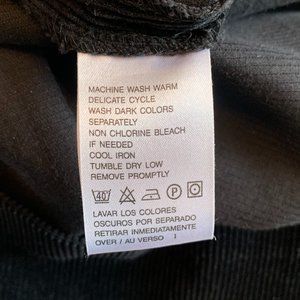 MACHINE WASH WARM
DELICATE CYCLE
WASH DARK COLORS
SEPARATELY
NON CHLORINE BLEACH
IF NEEDED
COOL IRON
TUMBLE DRY LOW
REMOVE PROMPTLY
40 P
LAVAR LOS COLORES
OSCUROS POR SEPARADO
RETIRAR INMEDIATAMENTE
OVER / AU VERSO 1